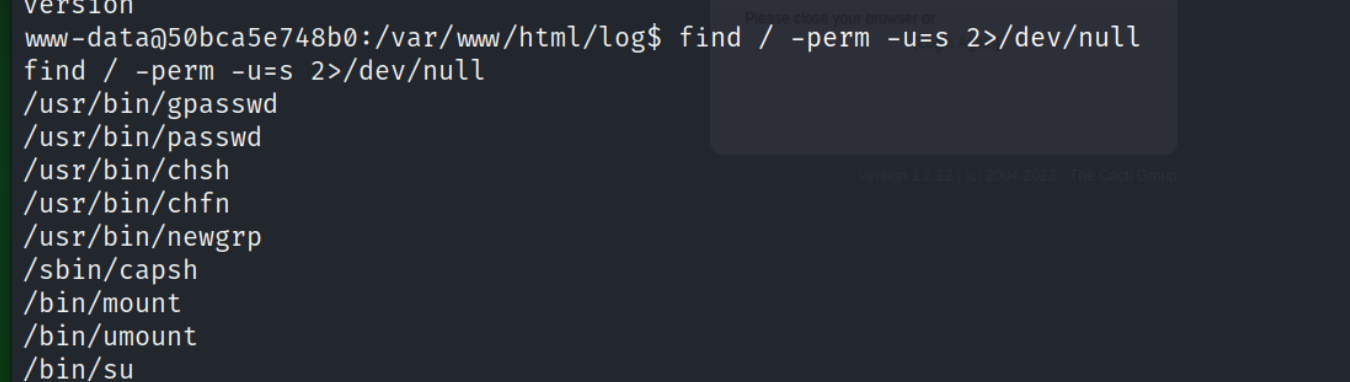 version
www-data@50bca5e748b0:/var/www/html/log$ find / -perm -u=s 2>/dev/null
find / -perm -u=s 2>/dev/null
/usr/bin/gpasswd
/usr/bin/passwd
/usr/bin/chsh
/usr/bin/chfn
/usr/bin/newgrp
/sbin/capsh
/bin/mount
/bin/umount
/bin/su
Please close your browser or
Version 1.2.22 | (c) 2004-2023 - The Cacti Group